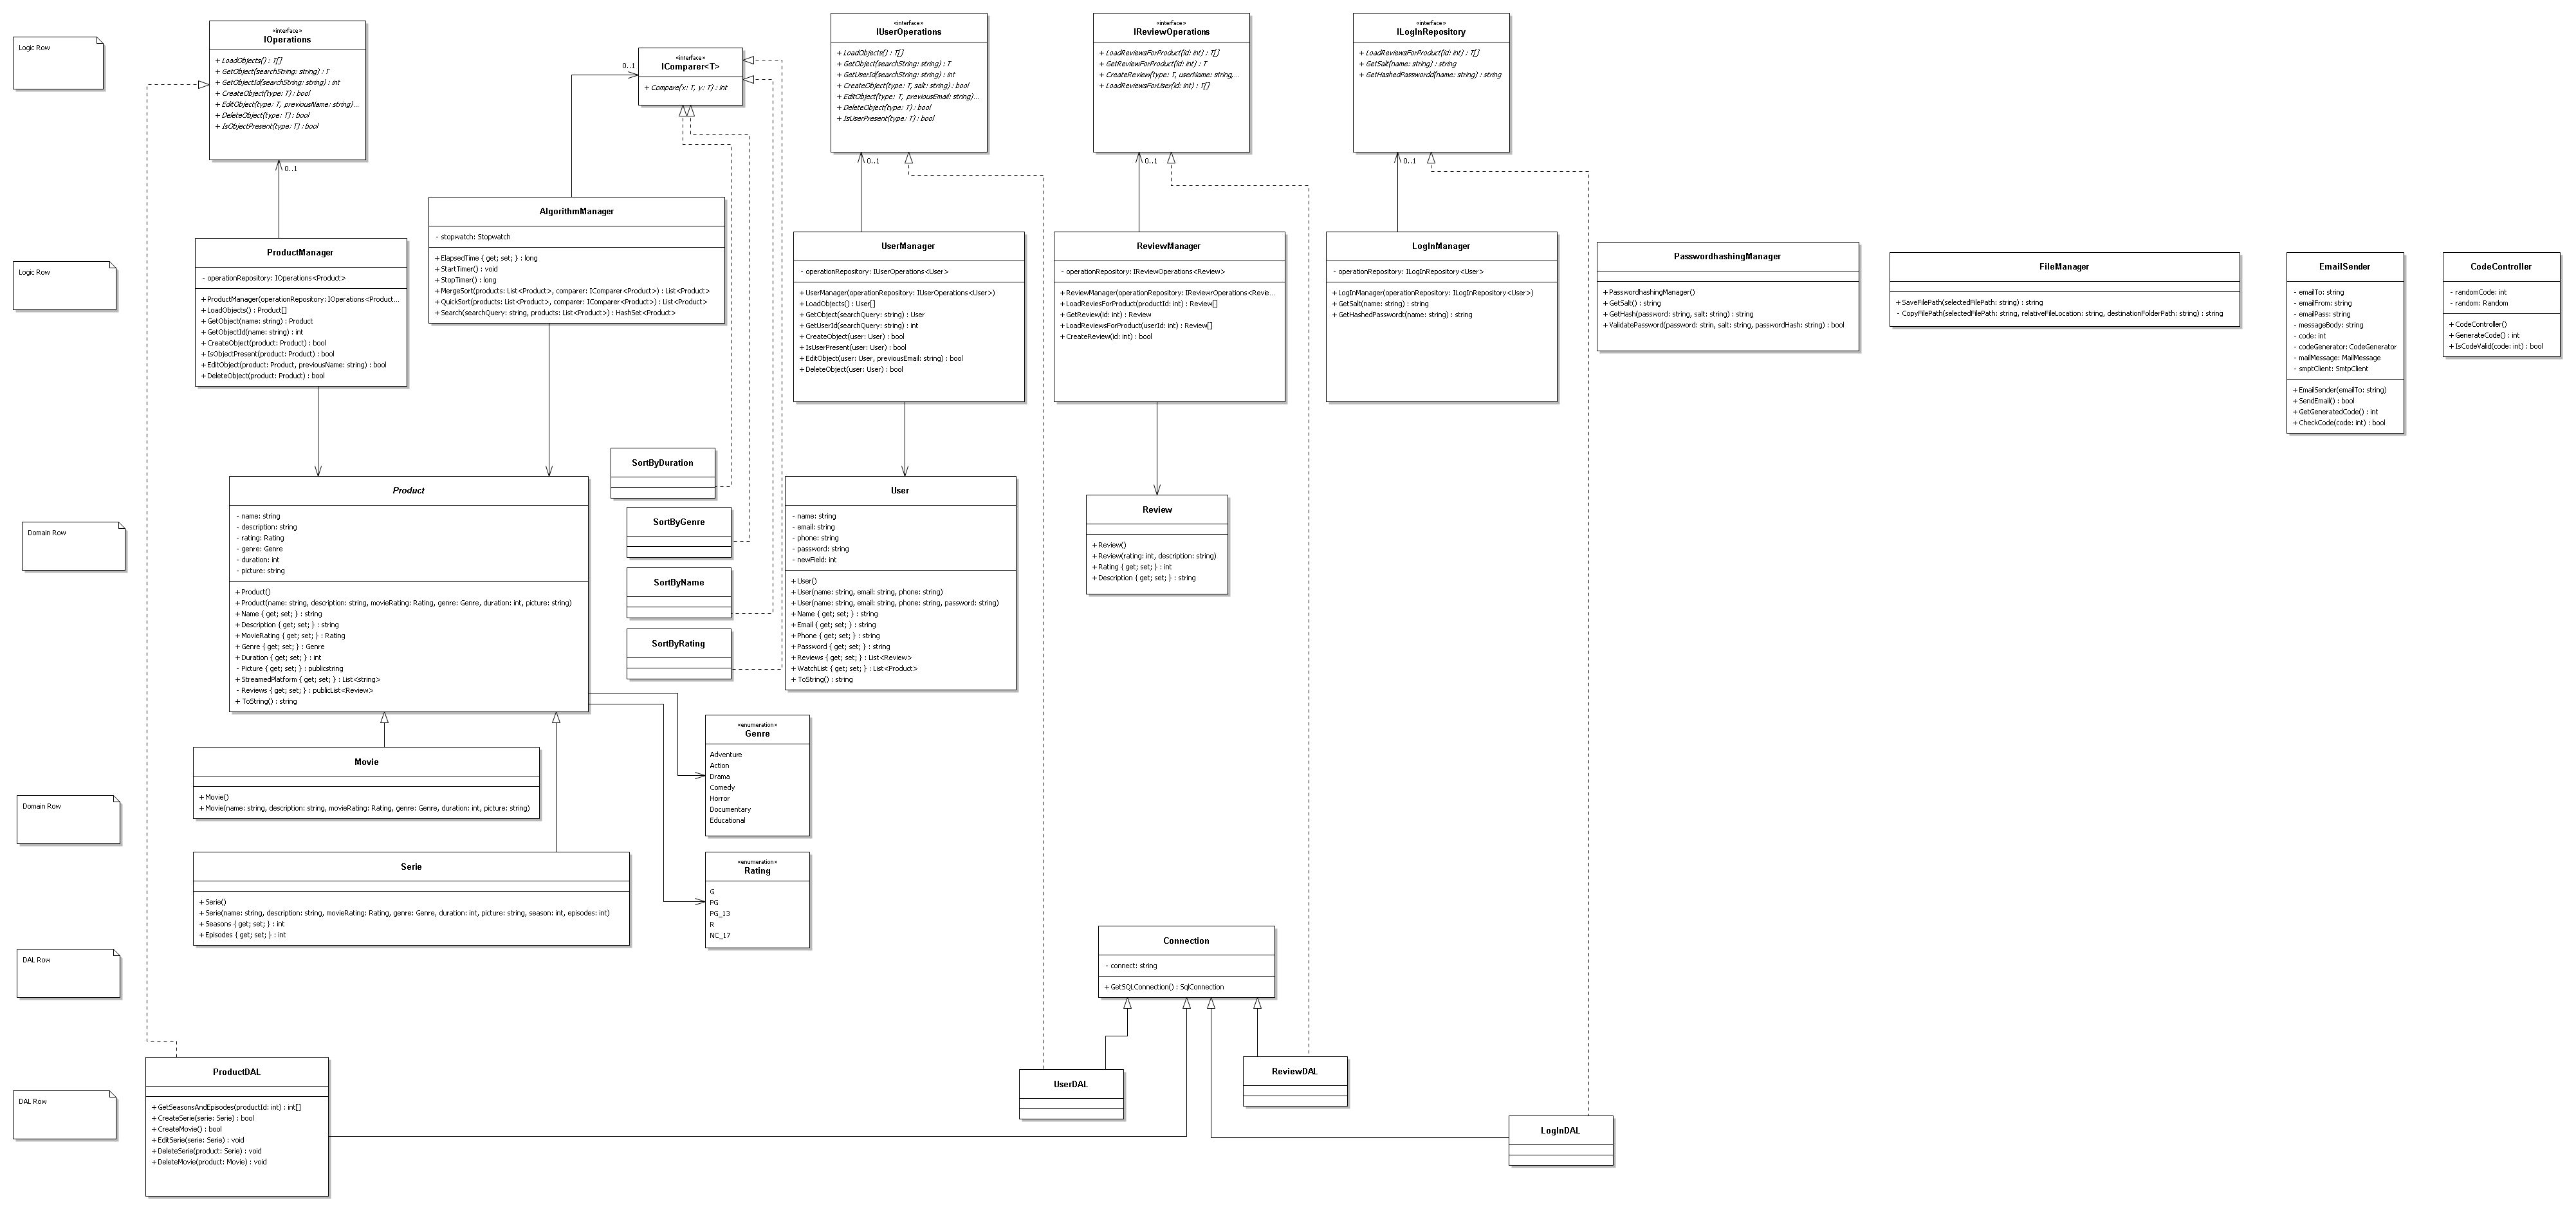 Logic Row
«interface»
IOperations
+ LoadObjects() : T[]
+ GetObject(searchString: string) : T
+ GetObjectId(searchString: string) : int
+ CreateObject(type: T) : bool
+ EditObject(type: T, previousName: string)...
+ DeleteObject(type: T) : bool
+ IsObjectPresent(type: T) : bool
0..1
«interface»
IComparer<T>
+ Compare(x: T, y: T) : int
0..1
«interface»
IUserOperations
+ LoadObjects() : T[]
+ GetObject(searchString: string) : T
+ GetUserId(searchString: string) : int
+ CreateObject(type: T, salt: string) : bool
+ EditObject(type: T, previousEmail: string)...
+ DeleteObject(type: T) : bool
+ IsUserPresent(type: T) : bool
0..1
«interface»
IReviewOperations
+ LoadReviewsForProduct(id: int) : T[]
+ GetReviewForProduct(id: int) : T
+ CreateReview(type: T, userName: string,...
+ LoadReviewsForUser(id: int) : T[]
0..1
«interface»
ILogInRepository
+ LoadReviewsForProduct(id: int) : T[]
+ GetSalt(name: string) : string
+ GetHashedPasswordd(name: string) : string
0..1
Logic Row
ProductManager
- operationRepository: IOperations<Product>
+ ProductManager(operationRepository: IOperations<Product...
+ LoadObjects() : Product[]
+ GetObject(name: string) : Product
+ GetObjectId(name: string) : int
+ CreateObject(product: Product) : bool
+ IsObjectPresent(product: Product) : bool
+ EditObject(product: Product, previousName: string) : bool
+ DeleteObject(product: Product) : bool
AlgorithmManager
- stopwatch: Stopwatch
+ ElapsedTime { get; set; } : long
+ StartTimer() : void
+ StopTimer() : long
+ MergeSort(products: List<Product>, comparer: IComparer<Product>) : List<Product>
+ QuickSort(products: List<Product>, comparer: IComparer<Product>) : List<Product>
+ Search(searchQuery: string, products: List<Product>) : HashSet<Product>
UserManager
- operationRepository: IUserOperations<User>
+ UserManager(operationRepository: IUserOperations<User>)
+ LoadObjects() : User[]
+ GetObject(searchQuery: string) : User
+ GetUserId(searchQuery: string) : int
+ CreateObject(user: User) : bool
+ IsUserPresent(user: User) : bool
+ EditObject(user: User, previousEmail: string) : bool
+ DeleteObject(user: User) : bool
ReviewManager
- operationRepository: IReviewOperations<Review>
+ ReviewManager(operationRepository: IReviewrOperations<Revie...
+ LoadReviesForProduct(productId: int) : Review[]
+ GetReview(id: int) : Review
+ LoadReviewsForProduct(userId: int) : Review[]
+ CreateReview(id: int) : bool
LogInManager
- operationRepository: ILogInRepository<User>
+ LogInManager(operationRepository: ILogInRepository<User>)
+ GetSalt(name: string) : string
+ GetHashedPasswordt(name: string) : string
PasswordhashingManager
+ PasswordhashingManager()
+ GetSalt() : string
+ GetHash(password: string, salt: string) : string
+ ValidatePassword(password: strin, salt: string, passwordHash: string) : bool
FileManager
+ SaveFilePath(selectedFilePath: string) : string
- CopyFilePath(selectedFilePath: string, relativeFileLocation: string, destinationFolderPath: string) : string
EmailSender
- emailTo: string
- emailFrom: string
- emailPass: string
- messageBody: string
- code: int
- codeGenerator: CodeGenerator
- mailMessage: MailMessage
- smptClient: SmtpClient
+ EmailSender(emailTo: string)
+ SendEmail() : bool
+ GetGeneratedCode() : int
+ CheckCode(code: int) : bool
CodeController
- randomCode: int
- random: Random
+ CodeController()
+ GenerateCode() : int
+ IsCodeValid(code: int) : bool
Domain Row
Product
- name: string
- description: string
- rating: Rating
- genre: Genre
- duration: int
- picture: string
+ Product()
+ Product(name: string, description: string, movieRating: Rating, genre: Genre, duration: int, picture: string)
+ Name { get; set; } : string
+ Description { get; set; } : string
+ MovieRating { get; set; } : Rating
+ Genre { get; set; } : Genre
+ Duration { get; set; } : int
- Picture { get; set; } : publicstring
+ StreamedPlatform { get; set; } : List<string>
- Reviews { get; set; } : publicList<Review>
+ ToString() : string
SortByDuration
SortByGenre
SortByName
SortByRating
User
- name: string
- email: string
- phone: string
- password: string
- newField: int
+ User()
+ User(name: string, email: string, phone: string)
+ User(name: string, email: string, phone: string, password: string)
+ Name { get; set; } : string
+ Email { get; set; } : string
+ Phone { get; set; } : string
+ Password { get; set; } : string
+ Reviews { get; set; } : List<Review>
+ WatchList { get; set; } : List<Product>
+ ToString() : string
Review
+ Review()
+ Review(rating: int, description: string)
+ Rating { get; set; } : int
+ Description { get; set; } : string
Domain Row
Movie
+ Movie()
+ Movie(name: string, description: string, movieRating: Rating, genre: Genre, duration: int, picture: string)
«enumeration»
Genre
Adventure
Action
Drama
Comedy
Horror
Documentary
Educational
Serie
+ Serie()
+ Serie(name: string, description: string, movieRating: Rating, genre: Genre, duration: int, picture: string, season: int, episodes: int)
+ Seasons { get; set; } : int
+ Episodes { get; set; } : int
«enumeration»
Rating
G
PG
PG_13
R
NC_17
DAL Row
Connection
- connect: string
+ GetSQLConnection() : SqlConnection
DAL Row
ProductDAL
+ GetSeasonsAndEpisodes(productId: int) : int[]
+ CreateSerie(serie: Serie) : bool
+ CreateMovie() : bool
+ EditSerie(serie: Serie) : void
+ DeleteSerie(product: Serie) : void
+ DeleteMovie(product: Movie) : void
UserDAL
ReviewDAL
LogInDAL